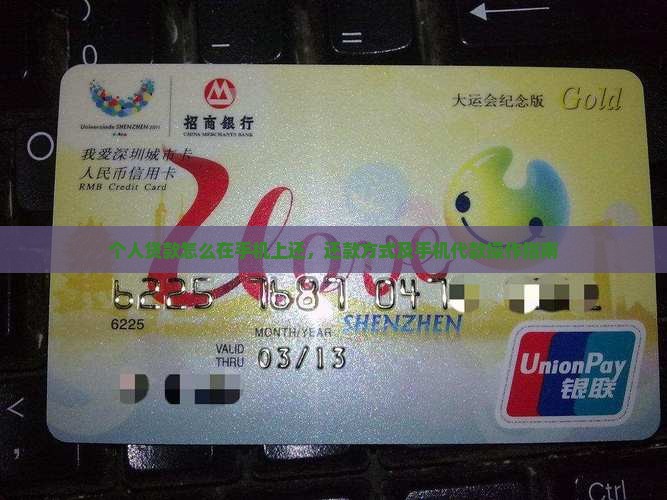 Universiade SHENZHEN 2011
招商银行
CHINA MERCHANTS BANK
大运会纪念版 Gold
我爱深圳城市卡
人民币信用卡
RMB Credit Card
U love
个人贷款怎么在手机上还，还款方式及手机代款操作指南
6225 7687 047
6225
MONTH/YEAR
SHENZHEN
VALID
THRU
03/13
UnionPay
银联
Ctrl